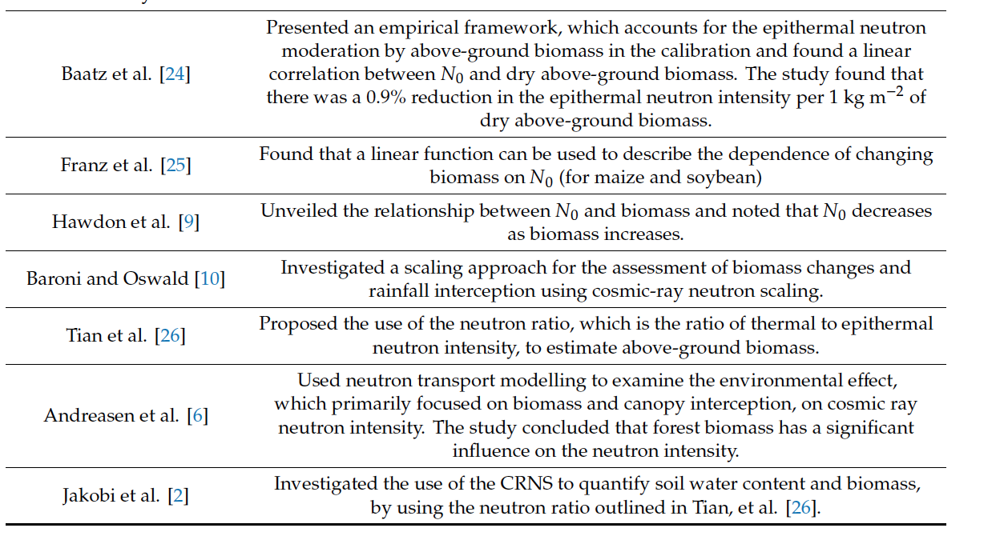 Baatz et al. [24]
Presented an empirical framework, which accounts for the epithermal neutron
moderation by above-ground biomass in the calibration and found a linear
correlation between N0 and dry above-ground biomass. The study found that
there was a 0.9% reduction in the epithermal neutron intensity per 1 kg m−2 of
dry above-ground biomass.
Franz et al. [25]
Found that a linear function can be used to describe the dependence of changing
biomass on N0 (for maize and soybean)
Hawdon et al. [9]
Unveiled the relationship between N0 and biomass and noted that N0 decreases
as biomass increases.
Baroni and Oswald [10]
Investigated a scaling approach for the assessment of biomass changes and
rainfall interception using cosmic-ray neutron scaling.
Tian et al. [26]
Proposed the use of the neutron ratio, which is the ratio of thermal to epithermal
neutron intensity, to estimate above-ground biomass.
Andreasen et al. [6]
Used neutron transport modelling to examine the environmental effect,
which primarily focused on biomass and canopy interception, on cosmic ray
neutron intensity. The study concluded that forest biomass has a significant
influence on the neutron intensity.
Jakobi et al. [2]
Investigated the use of the CRNS to quantify soil water content and biomass,
by using the neutron ratio outlined in Tian, et al. [26].